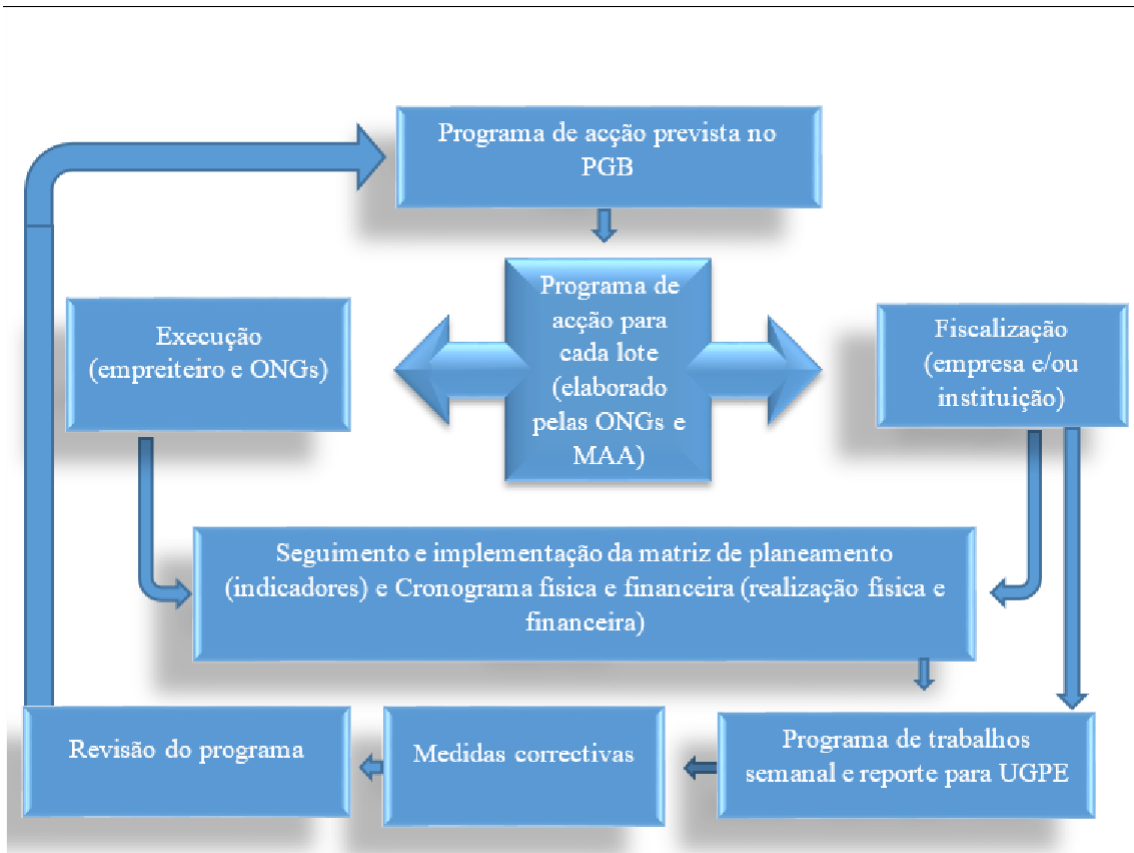 Programa de acção prevista no
PGB
Programa de
acção para
cada lote
(elaborado
pelas ONGs e
MAA)
Execução
(empreiteiro e ONGs)
Fiscalização
(empresa e/ou
instituição)
Seguimento e implementação da matriz de planeamento
(indicadores) e Cronograma física e financeira (realização física e
financeira)
Revisão do programa
Medidas correctivas
Programa de trabalhos
semanal e reporte para UGPE